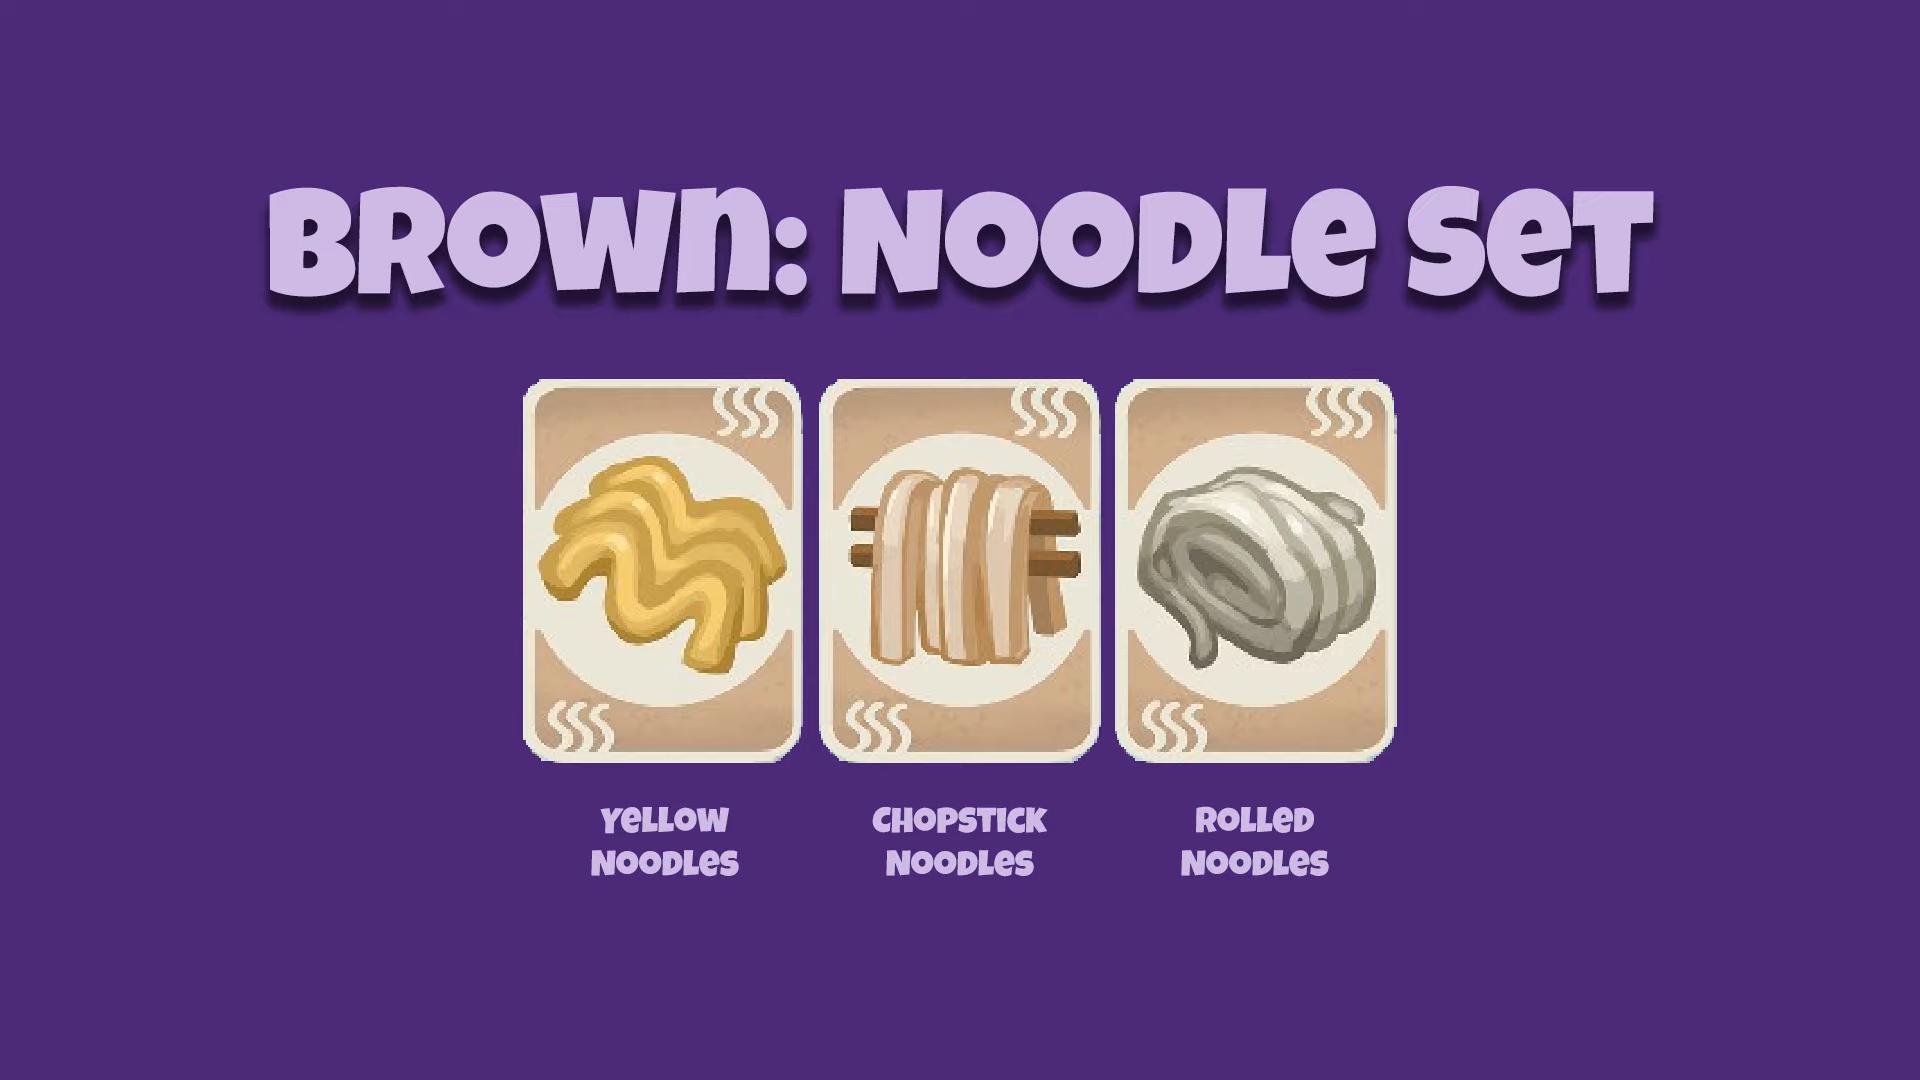 Brown: Noodle Set
Yellow
Noodles
Chopstick
Noodles
Rolled
Noodles